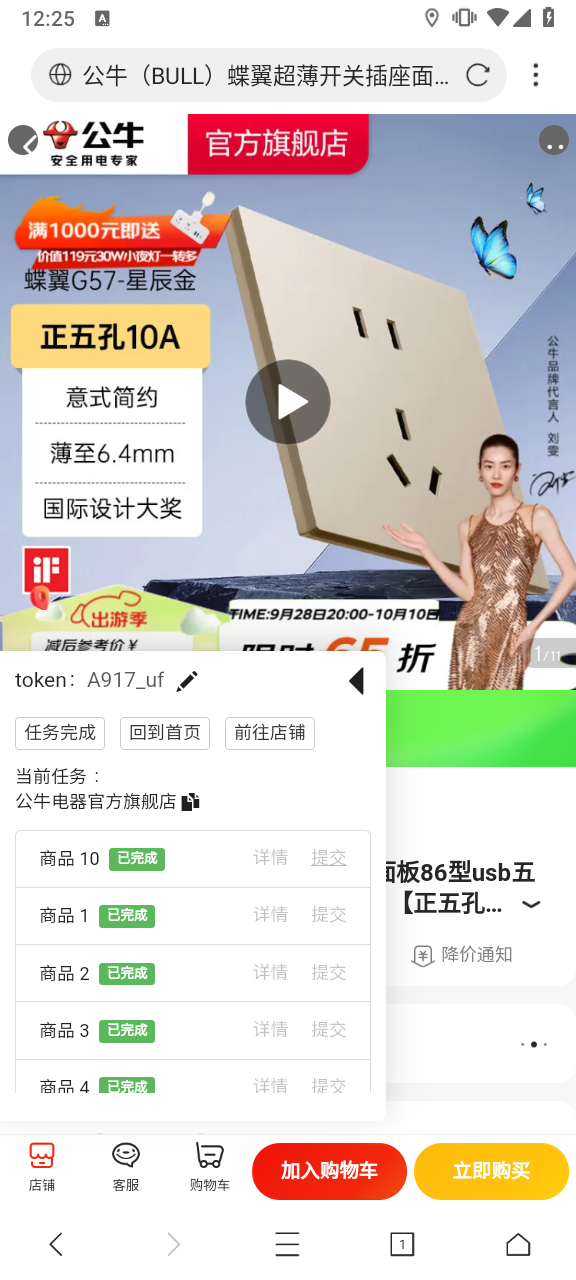 12:25
A
公牛（BULL）蝶翼超薄开关插座面...
公牛
安全用电专家
官方旗舰店
满1000元即送
价值119元30W小夜灯一转多
蝶翼G57-星辰金
正五孔10A
意式简约
薄至6.4mm
国际设计大奖
公牛品牌代言人 刘雯
iF
出游季
减后参考价¥
TIME:9月28日20:00-10月10日
限时65折
1/11
token： A917_uf
任务完成 回到首页 前往店铺
当前任务：
公牛电器官方旗舰店
商品 10 已完成 详情 提交
商品 1 已完成 详情 提交
商品 2 已完成 详情 提交
商品 3 已完成 详情 提交
商品 4 已完成 详情 提交
面板86型usb五
【正五孔...
降价通知
店铺 客服 购物车 加入购物车 立即购买
1